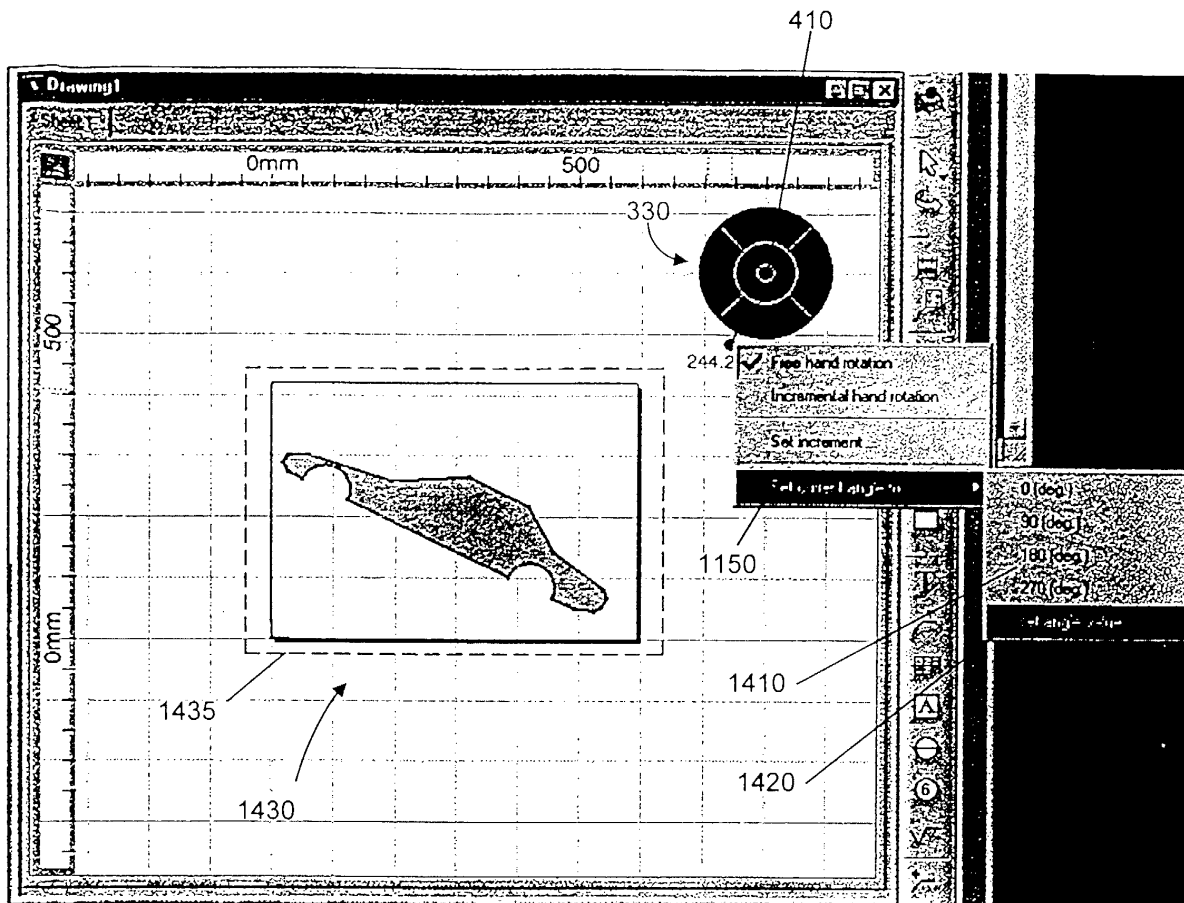 410
Drawing1
0mm 500
330
500
244.2
Free hand rotation
Incremental hand rotation
Set increment
0 (deg.)
90 (deg.)
180 (deg.)
270 (deg.)
1150
0mm
1410
1435
A
1420
1430
6